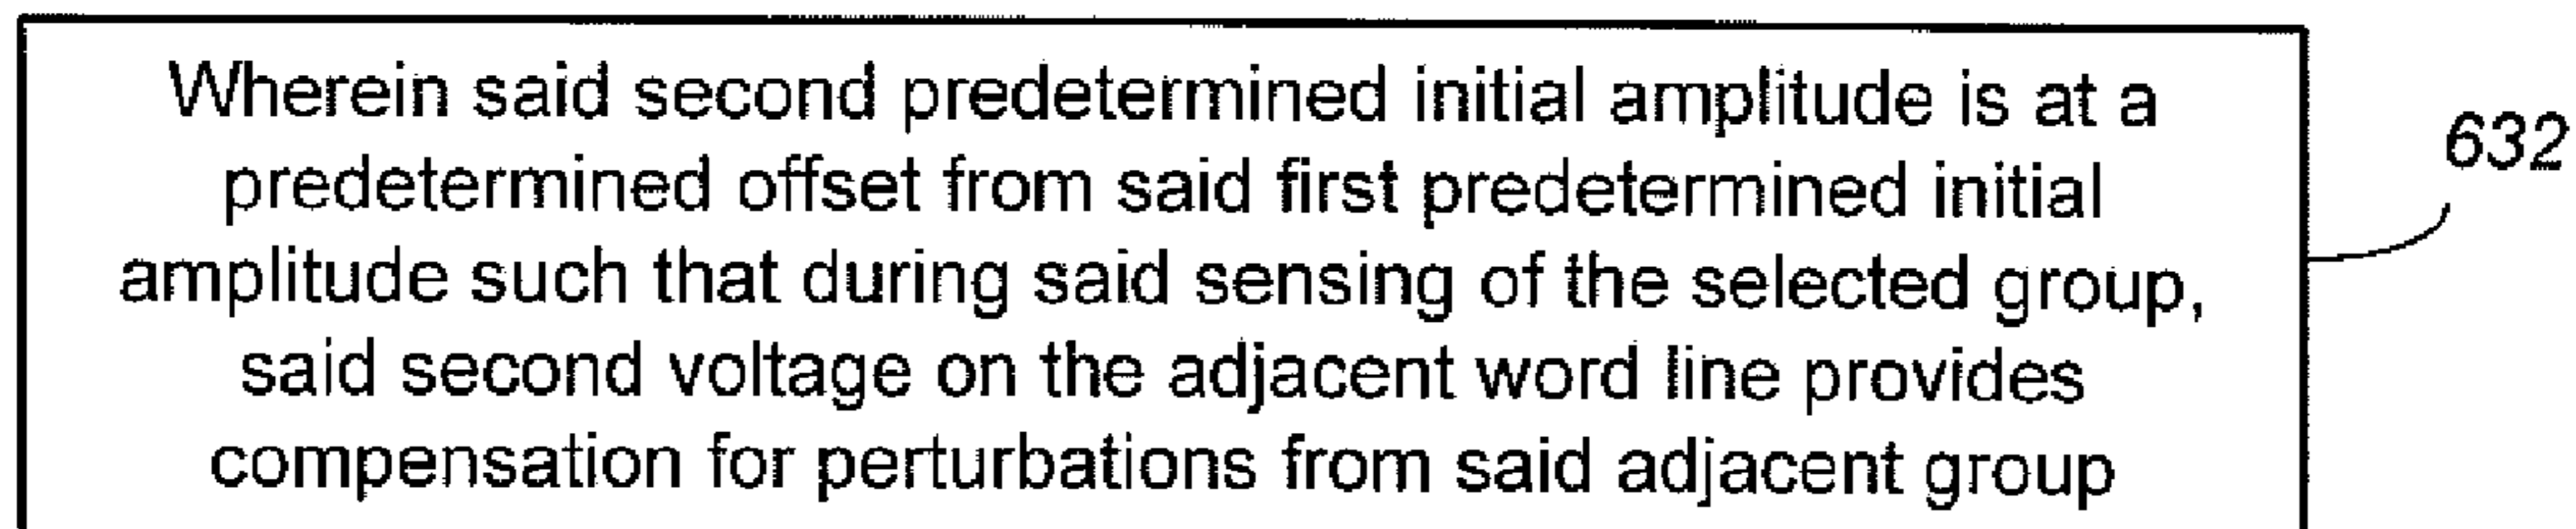 Wherein said second predetermined initial amplitude is at a
predetermined offset from said first predetermined initial
amplitude such that during said sensing of the selected group,
said second voltage on the adjacent word line provides
compensation for perturbations from said adjacent group
632